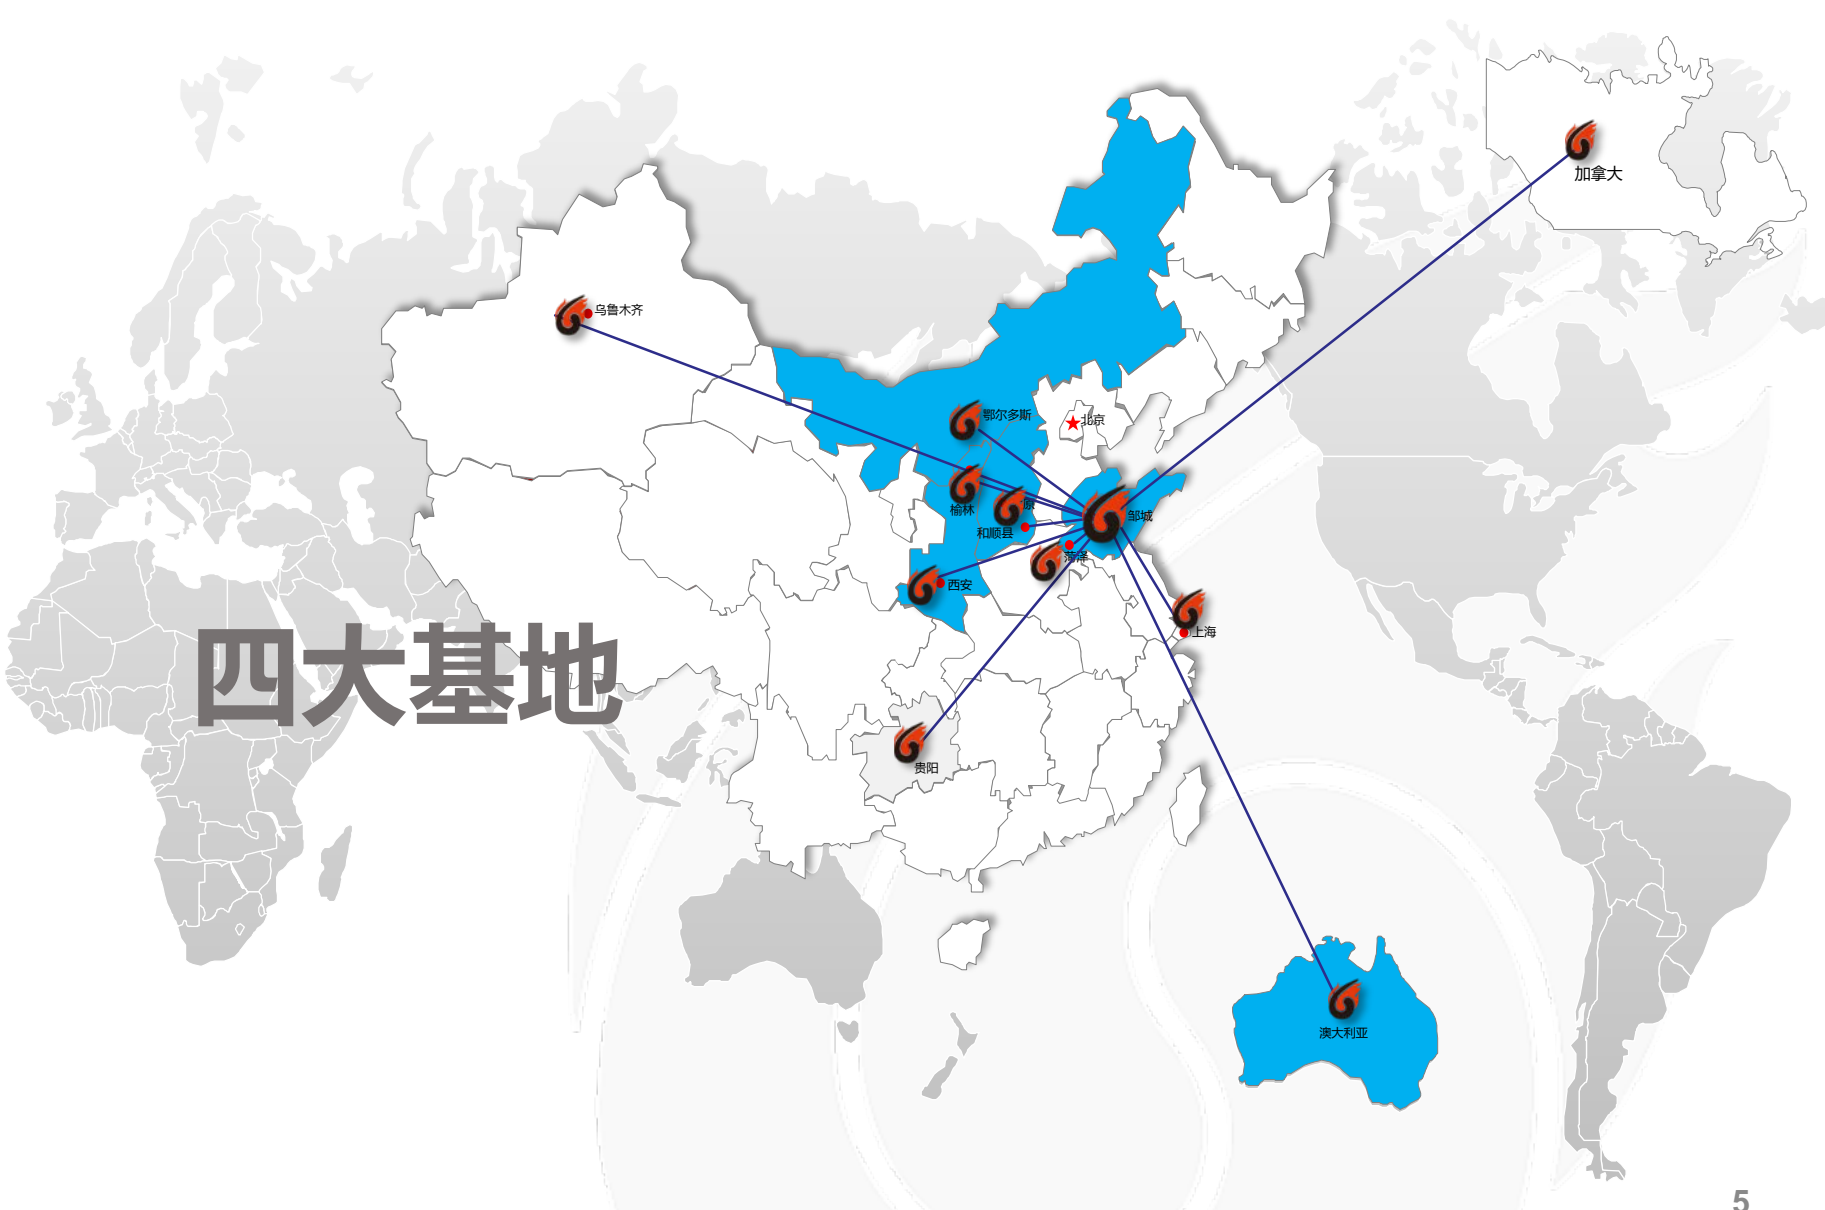 加拿大
乌鲁木齐
鄂尔多斯
北京
榆林
原
邹城
和顺县
菏泽
西安
上海
四大基地
贵阳
澳大利亚
5